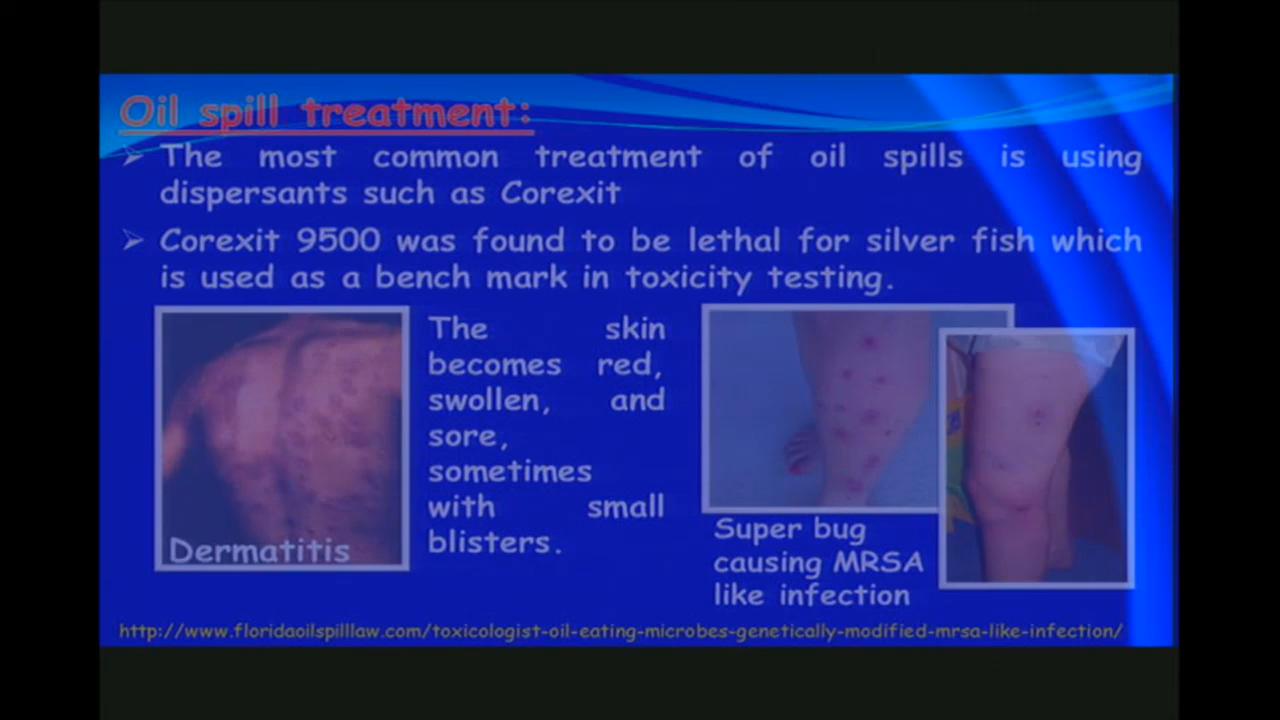 Oil spill treatment:
➢ The most common treatment of oil spills is using
dispersants such as Corexit
➢ Corexit 9500 was found to be lethal for silver fish which
is used as a bench mark in toxicity testing.
The skin
becomes red,
swollen, and
sore,
sometimes
with small
blisters.
Dermatitis
Super bug
causing MRSA
like infection
http://www.floridaoilspilllaw.com/toxicologist-oil-eating-microbes-genetically-modified-mrsa-like-infection/